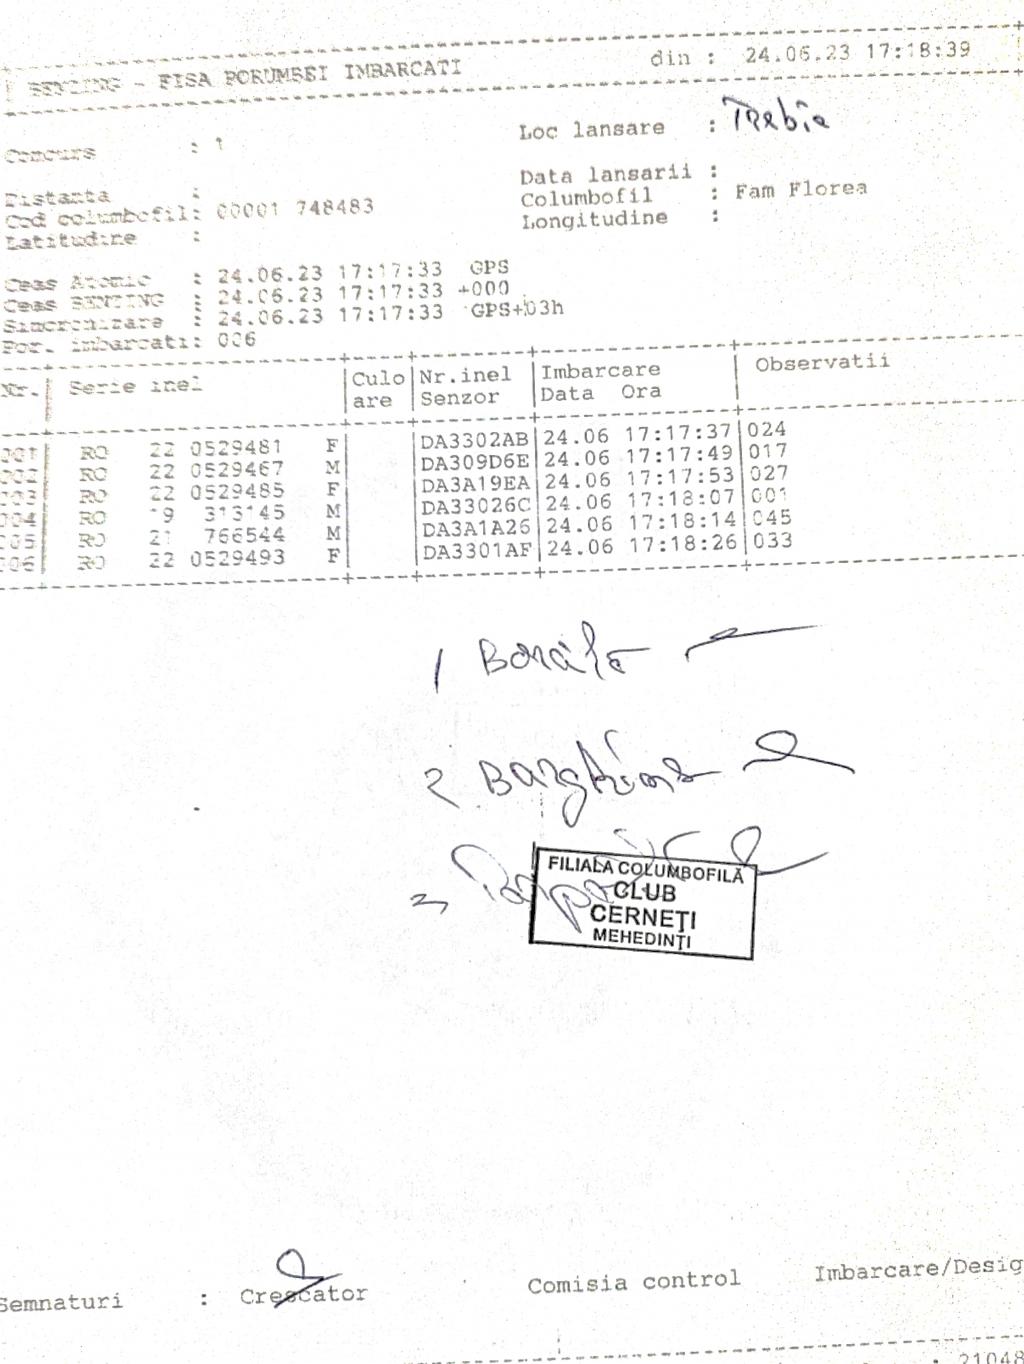 BENZING - FISA PORUMBEI IMBARCATI din : 24.06.23 17:18:39
Concurs : 1 Loc lansare : Trebia
Data lansarii :
Distanta : Columbofil : Fam Florea
Cod columbofil: 00001 748483 Longitudine :
Latitudine :
Ceas Atomic : 24.06.23 17:17:33 GPS
Ceas BENZING : 24.06.23 17:17:33 +000
Sincronizare : 24.06.23 17:17:33 GPS+03h
Por. imbarcati: 006
Nr. Serie inel Culo Nr.inel Imbarcare Observatii
are Senzor Data Ora
001 RO 22 0529481 F DA3302AB 24.06 17:17:37 024
002 RO 22 0529467 M DA309D6E 24.06 17:17:49 017
003 RO 22 0529485 F DA3A19EA 24.06 17:17:53 027
004 RO 19 313145 M DA33026C 24.06 17:18:07 001
005 RO 21 766544 M DA3A1A26 24.06 17:18:14 045
006 RO 22 0529493 F DA3301AF 24.06 17:18:26 033
1
2
3
FILIALA COLUMBOFILĂ
CLUB
CERNEȚI
MEHEDINȚI
Semnaturi : Crescator Comisia control Imbarcare/Desig
: 21048